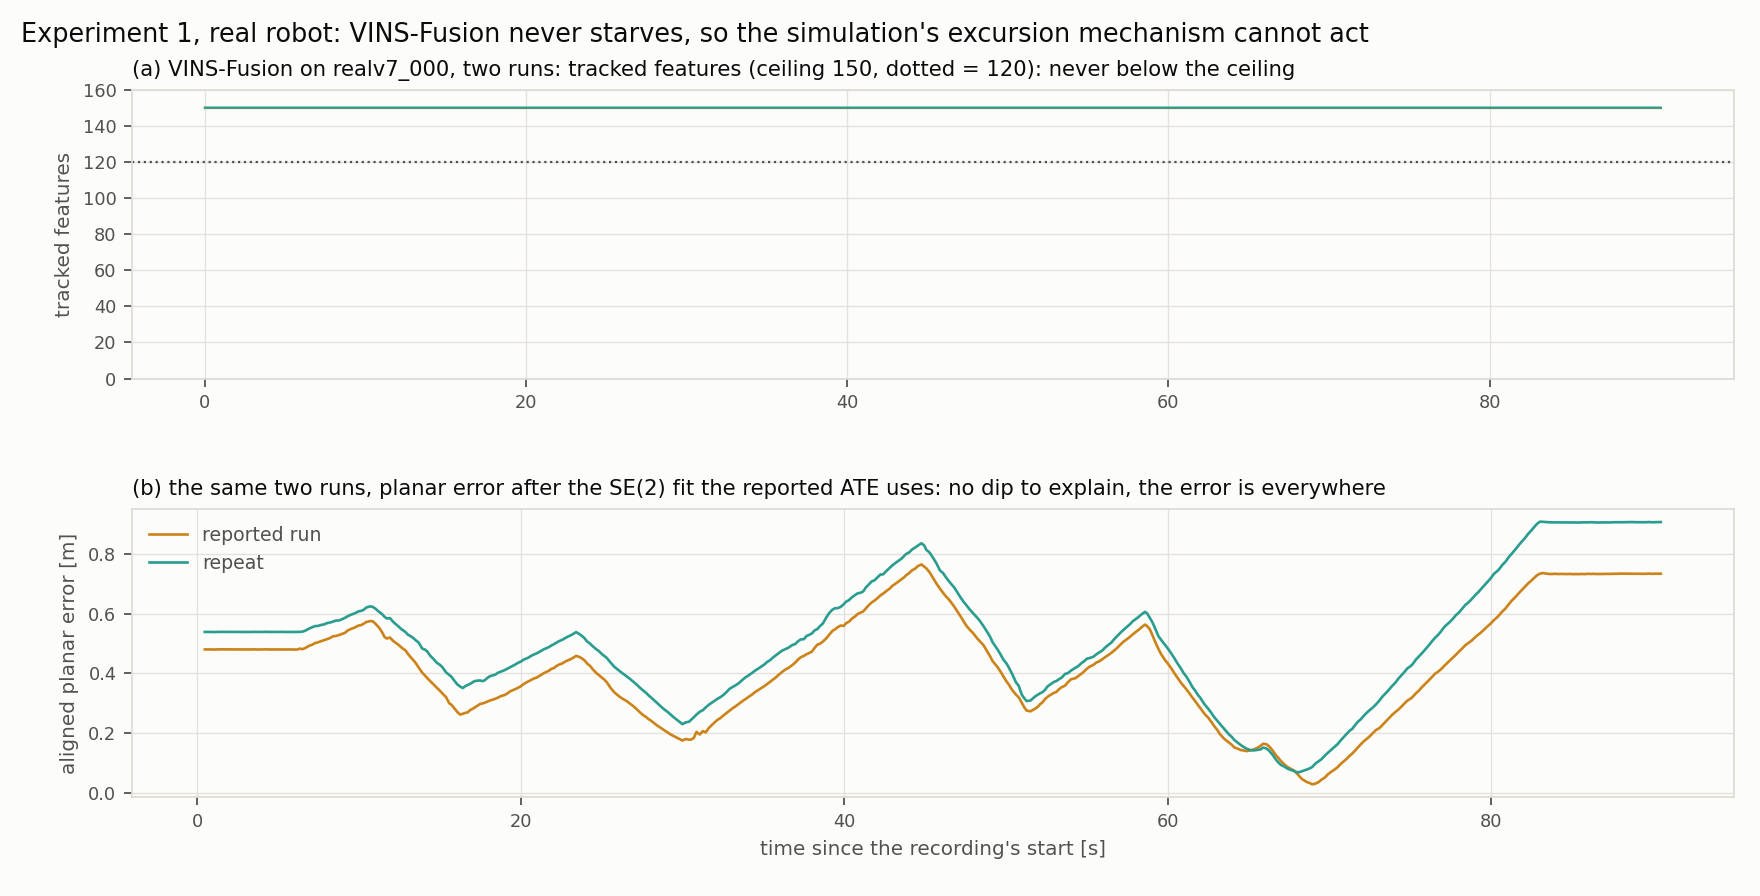 Experiment 1, real robot: VINS-Fusion never starves, so the simulation's excursion mechanism cannot act
(a) VINS-Fusion on realv7_000, two runs: tracked features (ceiling 150, dotted = 120): never below the ceiling
160
140
120
100
80
60
40
20
0
tracked features
0 20 40 60 80
(b) the same two runs, planar error after the SE(2) fit the reported ATE uses: no dip to explain, the error is everywhere
reported run
repeat
0.8
0.6
0.4
0.2
0.0
aligned planar error [m]
0 20 40 60 80
time since the recording's start [s]